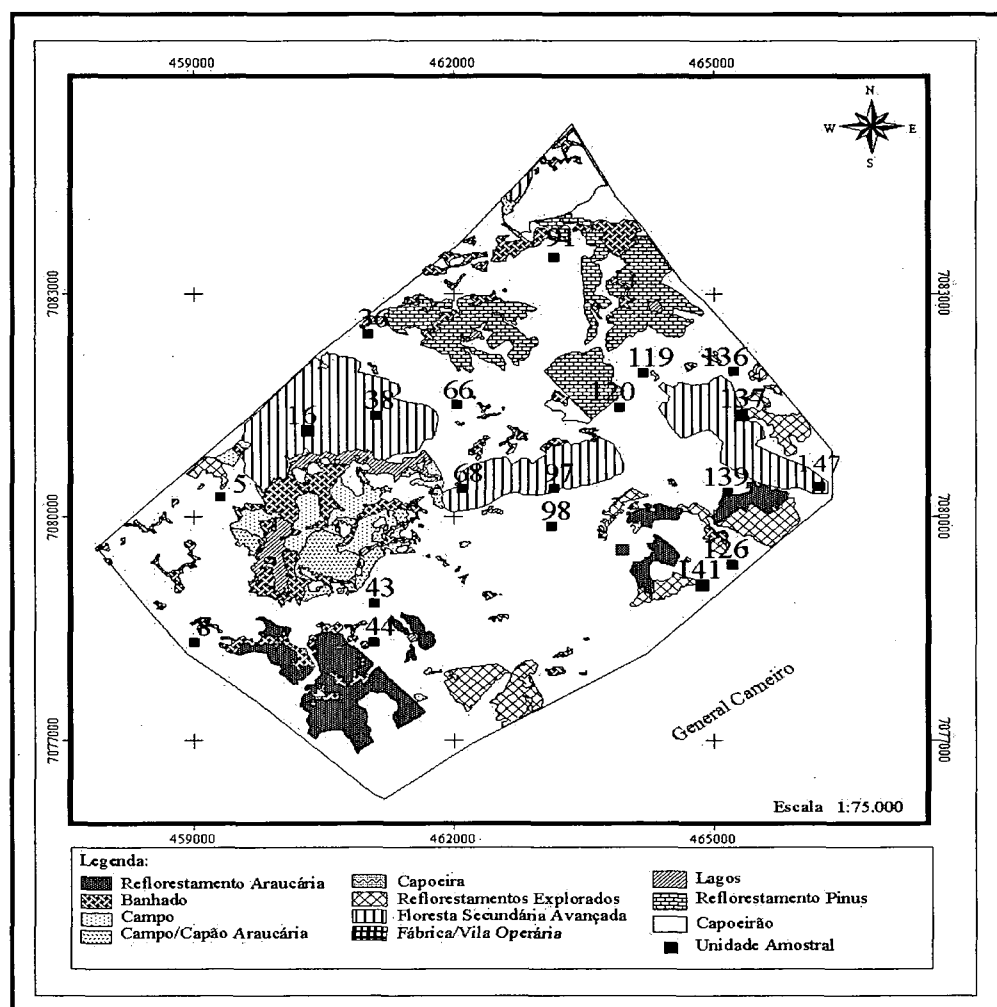 459000 462000 465000
N
W E
S
91
7083000 7083000
36
119 136
66 120
38 137
16
68 97 139 147
5
7080000 7080000
98
126
141
43
8 44
General Carneiro
7077000 7077000
Escala 1:75.000
459000 462000 465000
Legenda:
Reflorestamento Araucária
Banhado
Campo
Campo/Capão Araucária
Capoeira
Reflorestamentos Explorados
Floresta Secundária Avançada
Fábrica/Vila Operária
Lagos
Reflorestamento Pinus
Capoeirão
Unidade Amostral